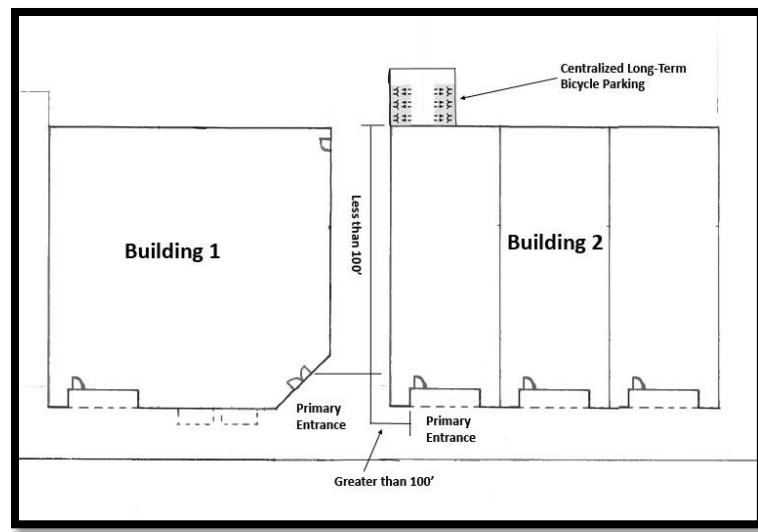 Centralized Long-Term
Bicycle Parking
Less than 100'
Building 1
Building 2
Primary
Entrance
Primary
Entrance
Greater than 100'